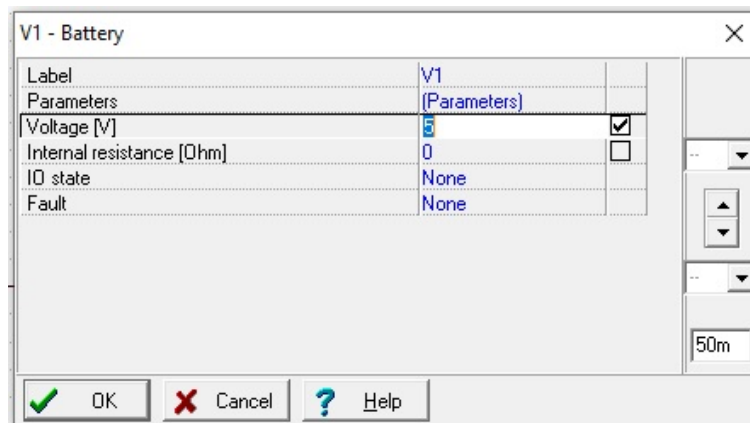 V1 - Battery
Label V1
Parameters (Parameters)
Voltage [V] 5
Internal resistance [Ohm] 0
IO state None
Fault None
--
--
50m
OK Cancel Help